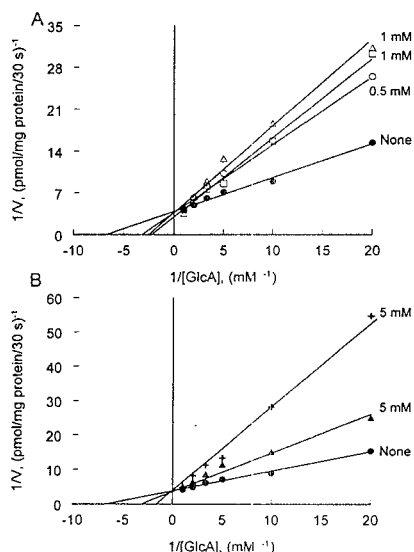 A
1/V, (pmol/mg protein/30 s)⁻¹
35
28
21
14
7
0
1 mM
1 mM
0.5 mM
None
-10
-5
0
5
10
15
20
1/[GlcA], (mM ⁻¹)
B
1/V, (pmol/mg protein/30 s)⁻¹
60
50
40
30
20
10
0
5 mM
5 mM
None
-10
-5
0
5
10
15
20
1/[GlcA], (mM ⁻¹)